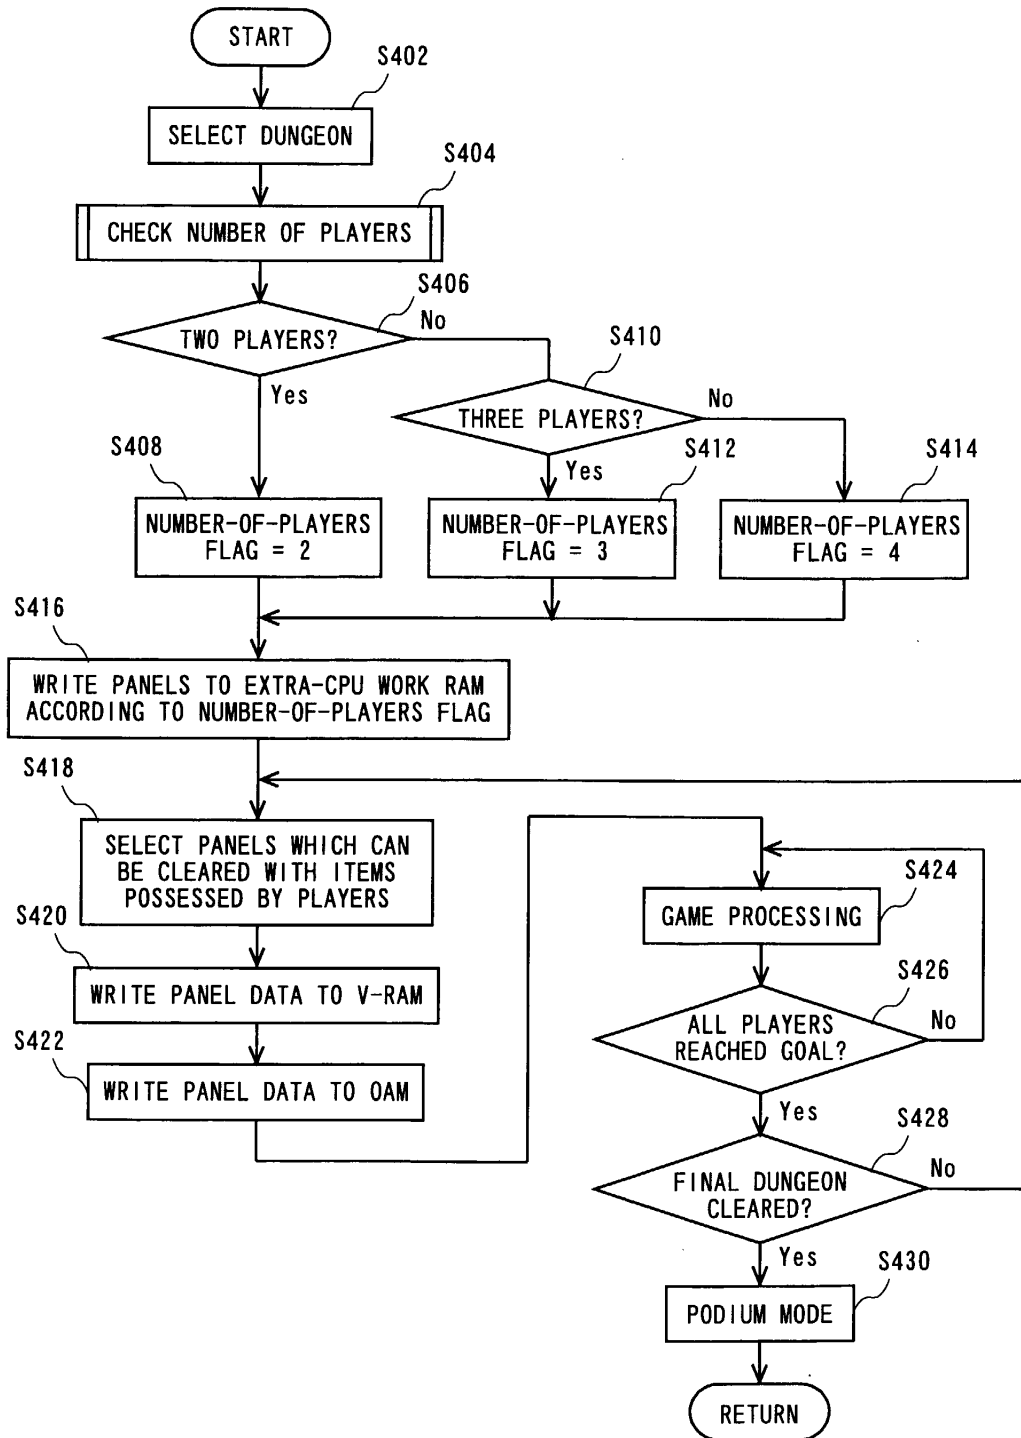 START
S402
SELECT DUNGEON
S404
CHECK NUMBER OF PLAYERS
S406
TWO PLAYERS?
No
Yes
S410
THREE PLAYERS?
No
Yes
S408
NUMBER-OF-PLAYERS
FLAG = 2
S412
NUMBER-OF-PLAYERS
FLAG = 3
S414
NUMBER-OF-PLAYERS
FLAG = 4
S416
WRITE PANELS TO EXTRA-CPU WORK RAM
ACCORDING TO NUMBER-OF-PLAYERS FLAG
S418
SELECT PANELS WHICH CAN
BE CLEARED WITH ITEMS
POSSESSED BY PLAYERS
S420
WRITE PANEL DATA TO V-RAM
S422
WRITE PANEL DATA TO OAM
S424
GAME PROCESSING
S426
ALL PLAYERS
REACHED GOAL?
No
Yes
S428
FINAL DUNGEON
CLEARED?
No
Yes
S430
PODIUM MODE
RETURN